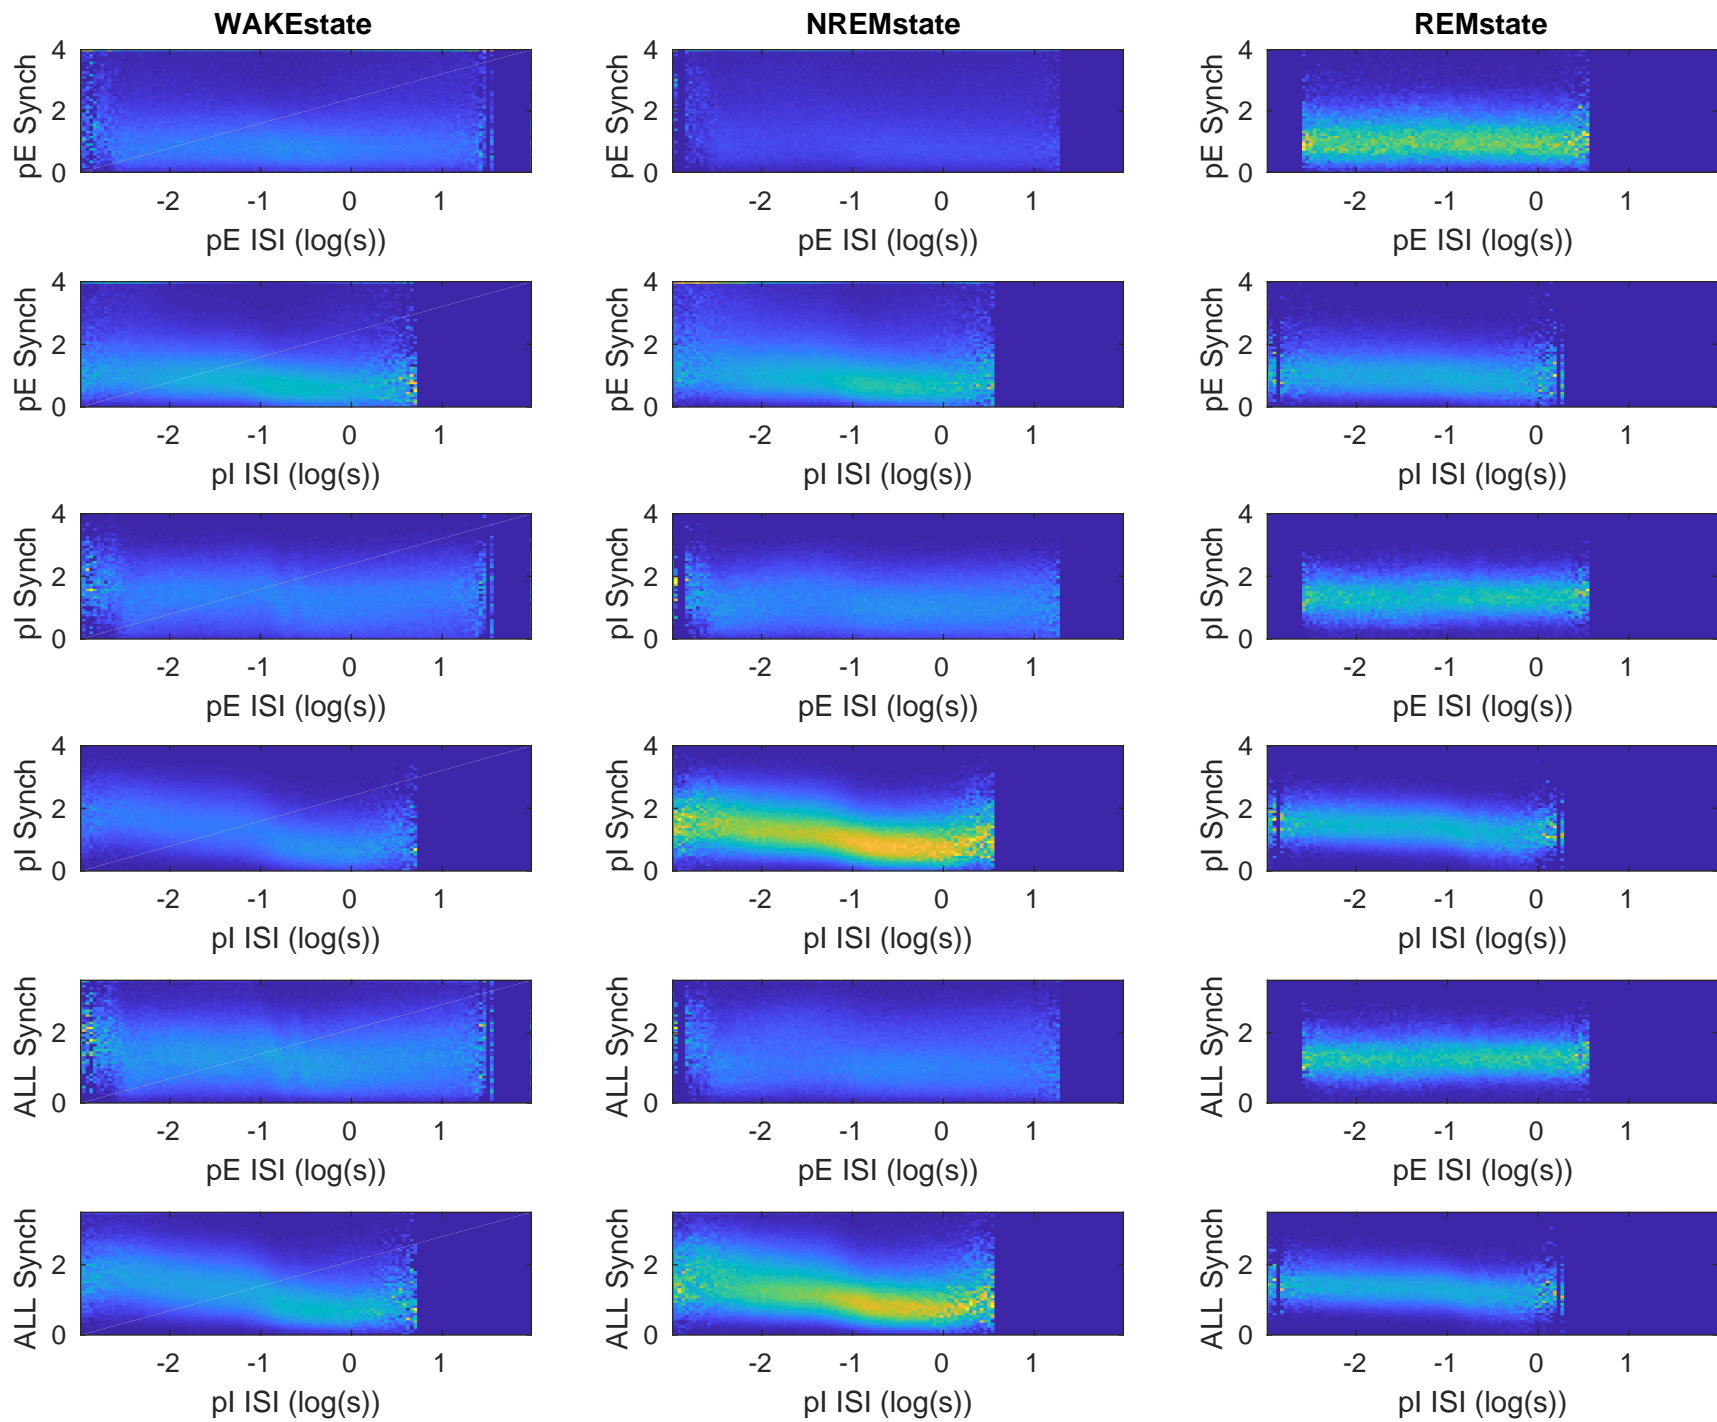 WAKEstate NREMstate REMstate
4 4 4
2 2 2
0 0 0
pE Synch pE Synch pE Synch
-2 -1 0 1 -2 -1 0 1 -2 -1 0 1
pE ISI (log(s)) pE ISI (log(s)) pE ISI (log(s))
4 4 4
2 2 2
0 0 0
pE Synch pE Synch pE Synch
-2 -1 0 1 -2 -1 0 1 -2 -1 0 1
pI ISI (log(s)) pI ISI (log(s)) pI ISI (log(s))
4 4 4
2 2 2
0 0 0
pI Synch pI Synch pI Synch
-2 -1 0 1 -2 -1 0 1 -2 -1 0 1
pE ISI (log(s)) pE ISI (log(s)) pE ISI (log(s))
4 4 4
2 2 2
0 0 0
pI Synch pI Synch pI Synch
-2 -1 0 1 -2 -1 0 1 -2 -1 0 1
pI ISI (log(s)) pI ISI (log(s)) pI ISI (log(s))
2 2 2
0 0 0
ALL Synch ALL Synch ALL Synch
-2 -1 0 1 -2 -1 0 1 -2 -1 0 1
pE ISI (log(s)) pE ISI (log(s)) pE ISI (log(s))
2 2 2
0 0 0
ALL Synch ALL Synch ALL Synch
-2 -1 0 1 -2 -1 0 1 -2 -1 0 1
pI ISI (log(s)) pI ISI (log(s)) pI ISI (log(s))